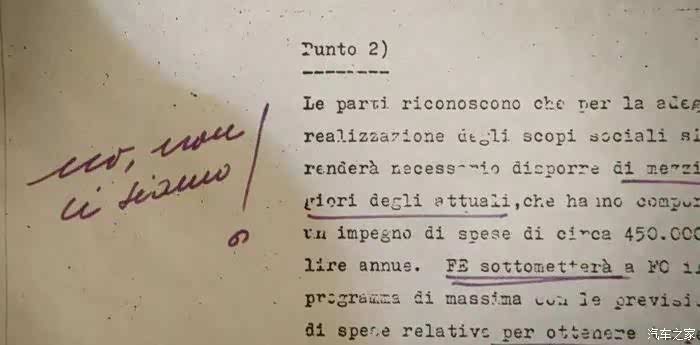 Punto 2)
Le parti riconoscono che per la adeg
realizzazione degli scopi sociali si
renderà necessario disporre di mezzi
giori degli attuali, che hanno compor
un impegno di spese di circa 450.000
lire annue. FE sottometterà a FO il
programma di massima con le previsi
di spese relative per ottenere
no, non
ci siamo !
汽车之家